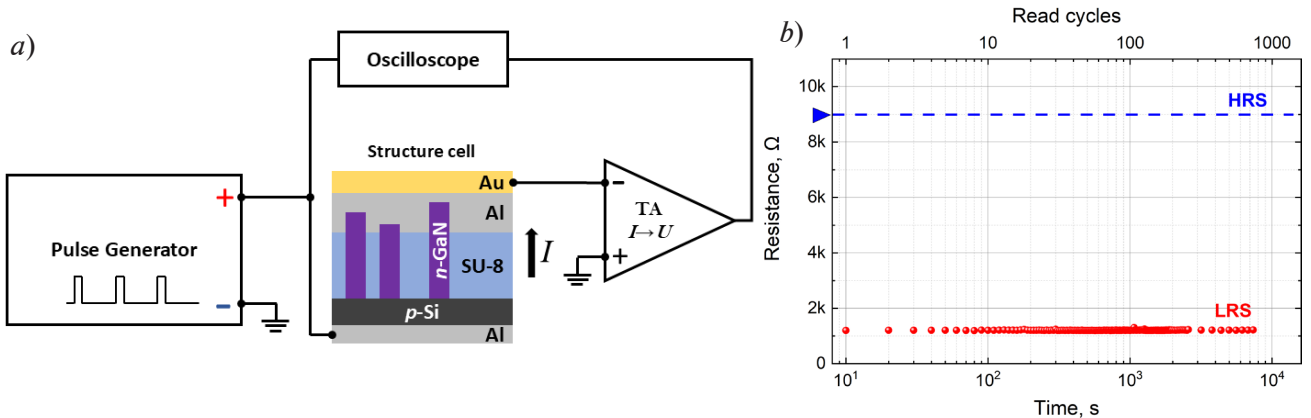 a)
Oscilloscope
Structure cell
Au
Al
n-GaN
SU-8
p-Si
Al
I
Pulse Generator
+
−
−
TA
I→U
+
b)
Read cycles
1 10 100 1000
10k
8k
6k
4k
2k
0
Resistance, Ω
HRS
LRS
10¹ 10² 10³ 10⁴
Time, s